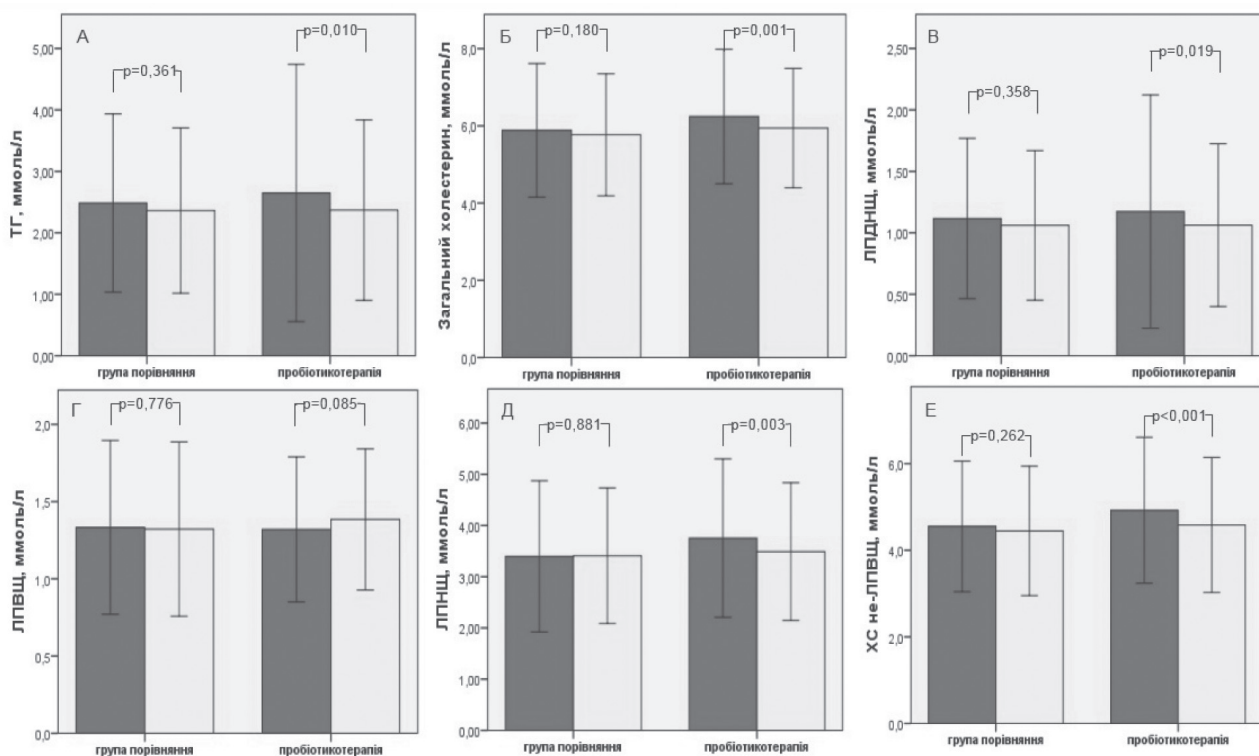 А
p=0,361
p=0,010
ТГ, ммоль/л
5,00
4,00
3,00
2,00
1,00
0,00
група порівняння
пробіотикотерапія
Б
p=0,180
p=0,001
Загальний холестерин, ммоль/л
8,0
6,0
4,0
2,0
0,0
група порівняння
пробіотикотерапія
В
p=0,358
p=0,019
ЛПДНЩ, ммоль/л
2,50
2,00
1,50
1,00
0,50
0,00
група порівняння
пробіотикотерапія
Г
p=0,776
p=0,085
ЛПВЩ, ммоль/л
2,0
1,5
1,0
0,5
0,0
група порівняння
пробіотикотерапія
Д
p=0,881
p=0,003
ЛПНЩ, ммоль/л
6,00
5,00
4,00
3,00
2,00
1,00
0,00
група порівняння
пробіотикотерапія
Е
p=0,262
p<0,001
ХС не-ЛПВЩ, ммоль/л
6,0
4,0
2,0
0,0
група порівняння
пробіотикотерапія